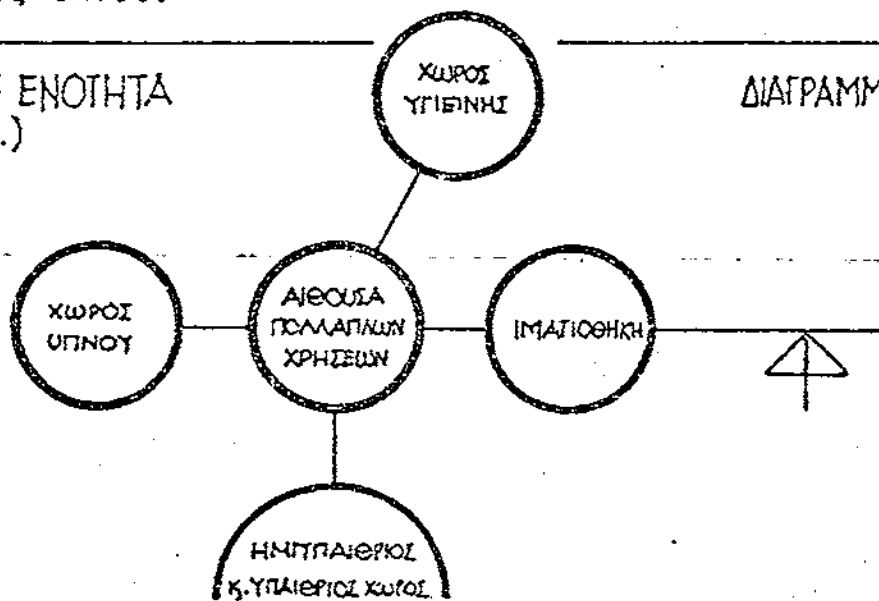 ΕΝΟΤΗΤΑ
.)
ΔΙΑΓΡΑΜΜ
ΧΩΡΟΣ
ΥΓΙΕΙΝΗΣ
ΧΩΡΟΣ
ΥΠΝΟΥ
ΑΙΘΟΥΣΑ
ΠΟΛΛΑΠΛΩΝ
ΧΡΗΣΕΩΝ
ΙΜΑΤΙΟΘΗΚΗ
ΗΜΙΥΠΑΙΘΡΙΟΣ
κ.ΥΠΑΙΘΡΙΟΣ ΧΩΡΟΣ